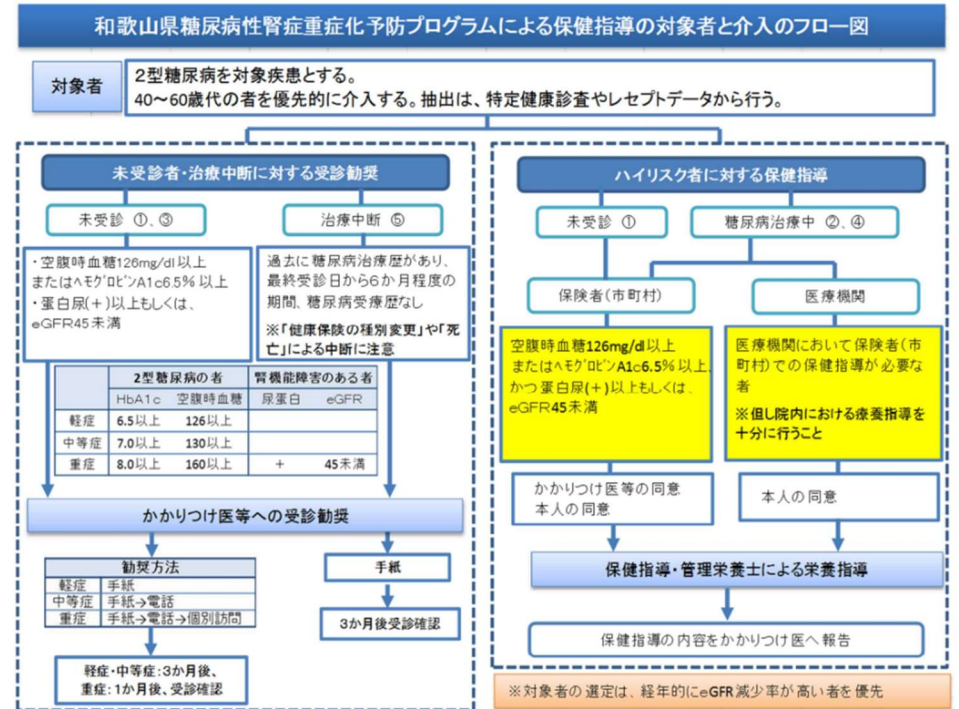 和歌山県糖尿病性腎症重症化予防プログラムによる保健指導の対象者と介入のフロー図
対象者
2型糖尿病を対象疾患とする。
40～60歳代の者を優先的に介入する。抽出は、特定健康診査やレセプトデータから行う。
未受診者・治療中断に対する受診勧奨
未受診 ①、③
治療中断 ⑤
・空腹時血糖126mg/dl以上
またはヘモグロビンA1c6.5%以上
・蛋白尿(+)以上もしくは、
eGFR45未満
過去に糖尿病治療歴があり、
最終受診日から6か月程度の
期間、糖尿病受療歴なし
※「健康保険の種別変更」や「死
亡」による中断に注意
2型糖尿病の者 腎機能障害のある者
HbA1c 空腹時血糖 尿蛋白 eGFR
軽症 6.5以上 126以上
中等症 7.0以上 130以上
重症 8.0以上 160以上 + 45未満
かかりつけ医等への受診勧奨
勧奨方法
軽症 手紙
中等症 手紙→電話
重症 手紙→電話→個別訪問
軽症・中等症:3か月後、
重症:1か月後、受診確認
手紙
3か月後受診確認
ハイリスク者に対する保健指導
未受診 ①
糖尿病治療中 ②、④
保険者(市町村)
医療機関
空腹時血糖126mg/dl以上
またはヘモグロビンA1c6.5%以上、
かつ蛋白尿(+)以上もしくは、
eGFR45未満
医療機関において保険者(市
町村)での保健指導が必要な
者
※但し院内における療養指導を
十分に行うこと
かかりつけ医等の同意
本人の同意
本人の同意
保健指導・管理栄養士による栄養指導
保健指導の内容をかかりつけ医へ報告
※対象者の選定は、経年的にeGFR減少率が高い者を優先